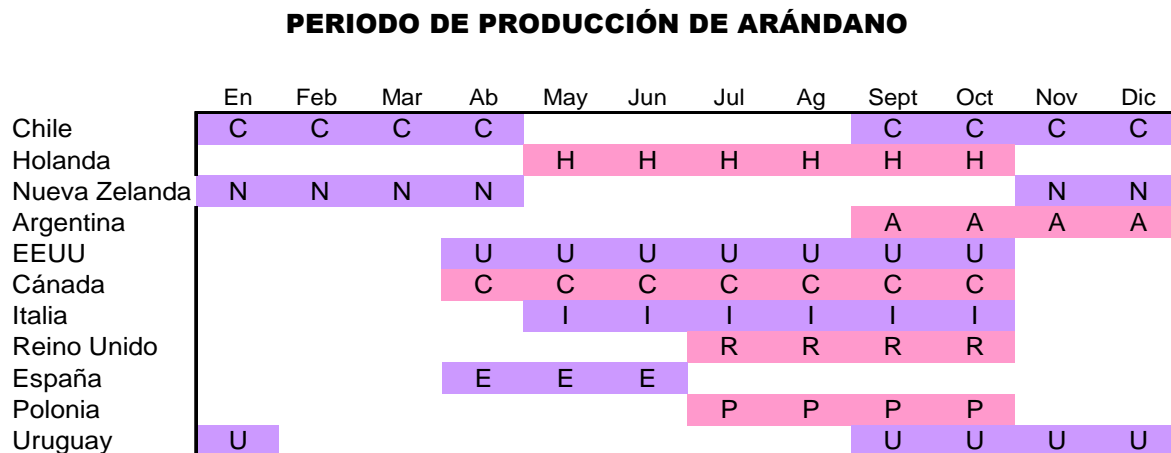 PERIODO DE PRODUCCIÓN DE ARÁNDANO
En Feb Mar Ab May Jun Jul Ag Sept Oct Nov Dic
Chile C C C C C C C C
Holanda H H H H H H
Nueva Zelanda N N N N N N
Argentina A A A A
EEUU U U U U U U U
Cánada C C C C C C C
Italia I I I I I I
Reino Unido R R R R
España E E E
Polonia P P P P
Uruguay U U U U U